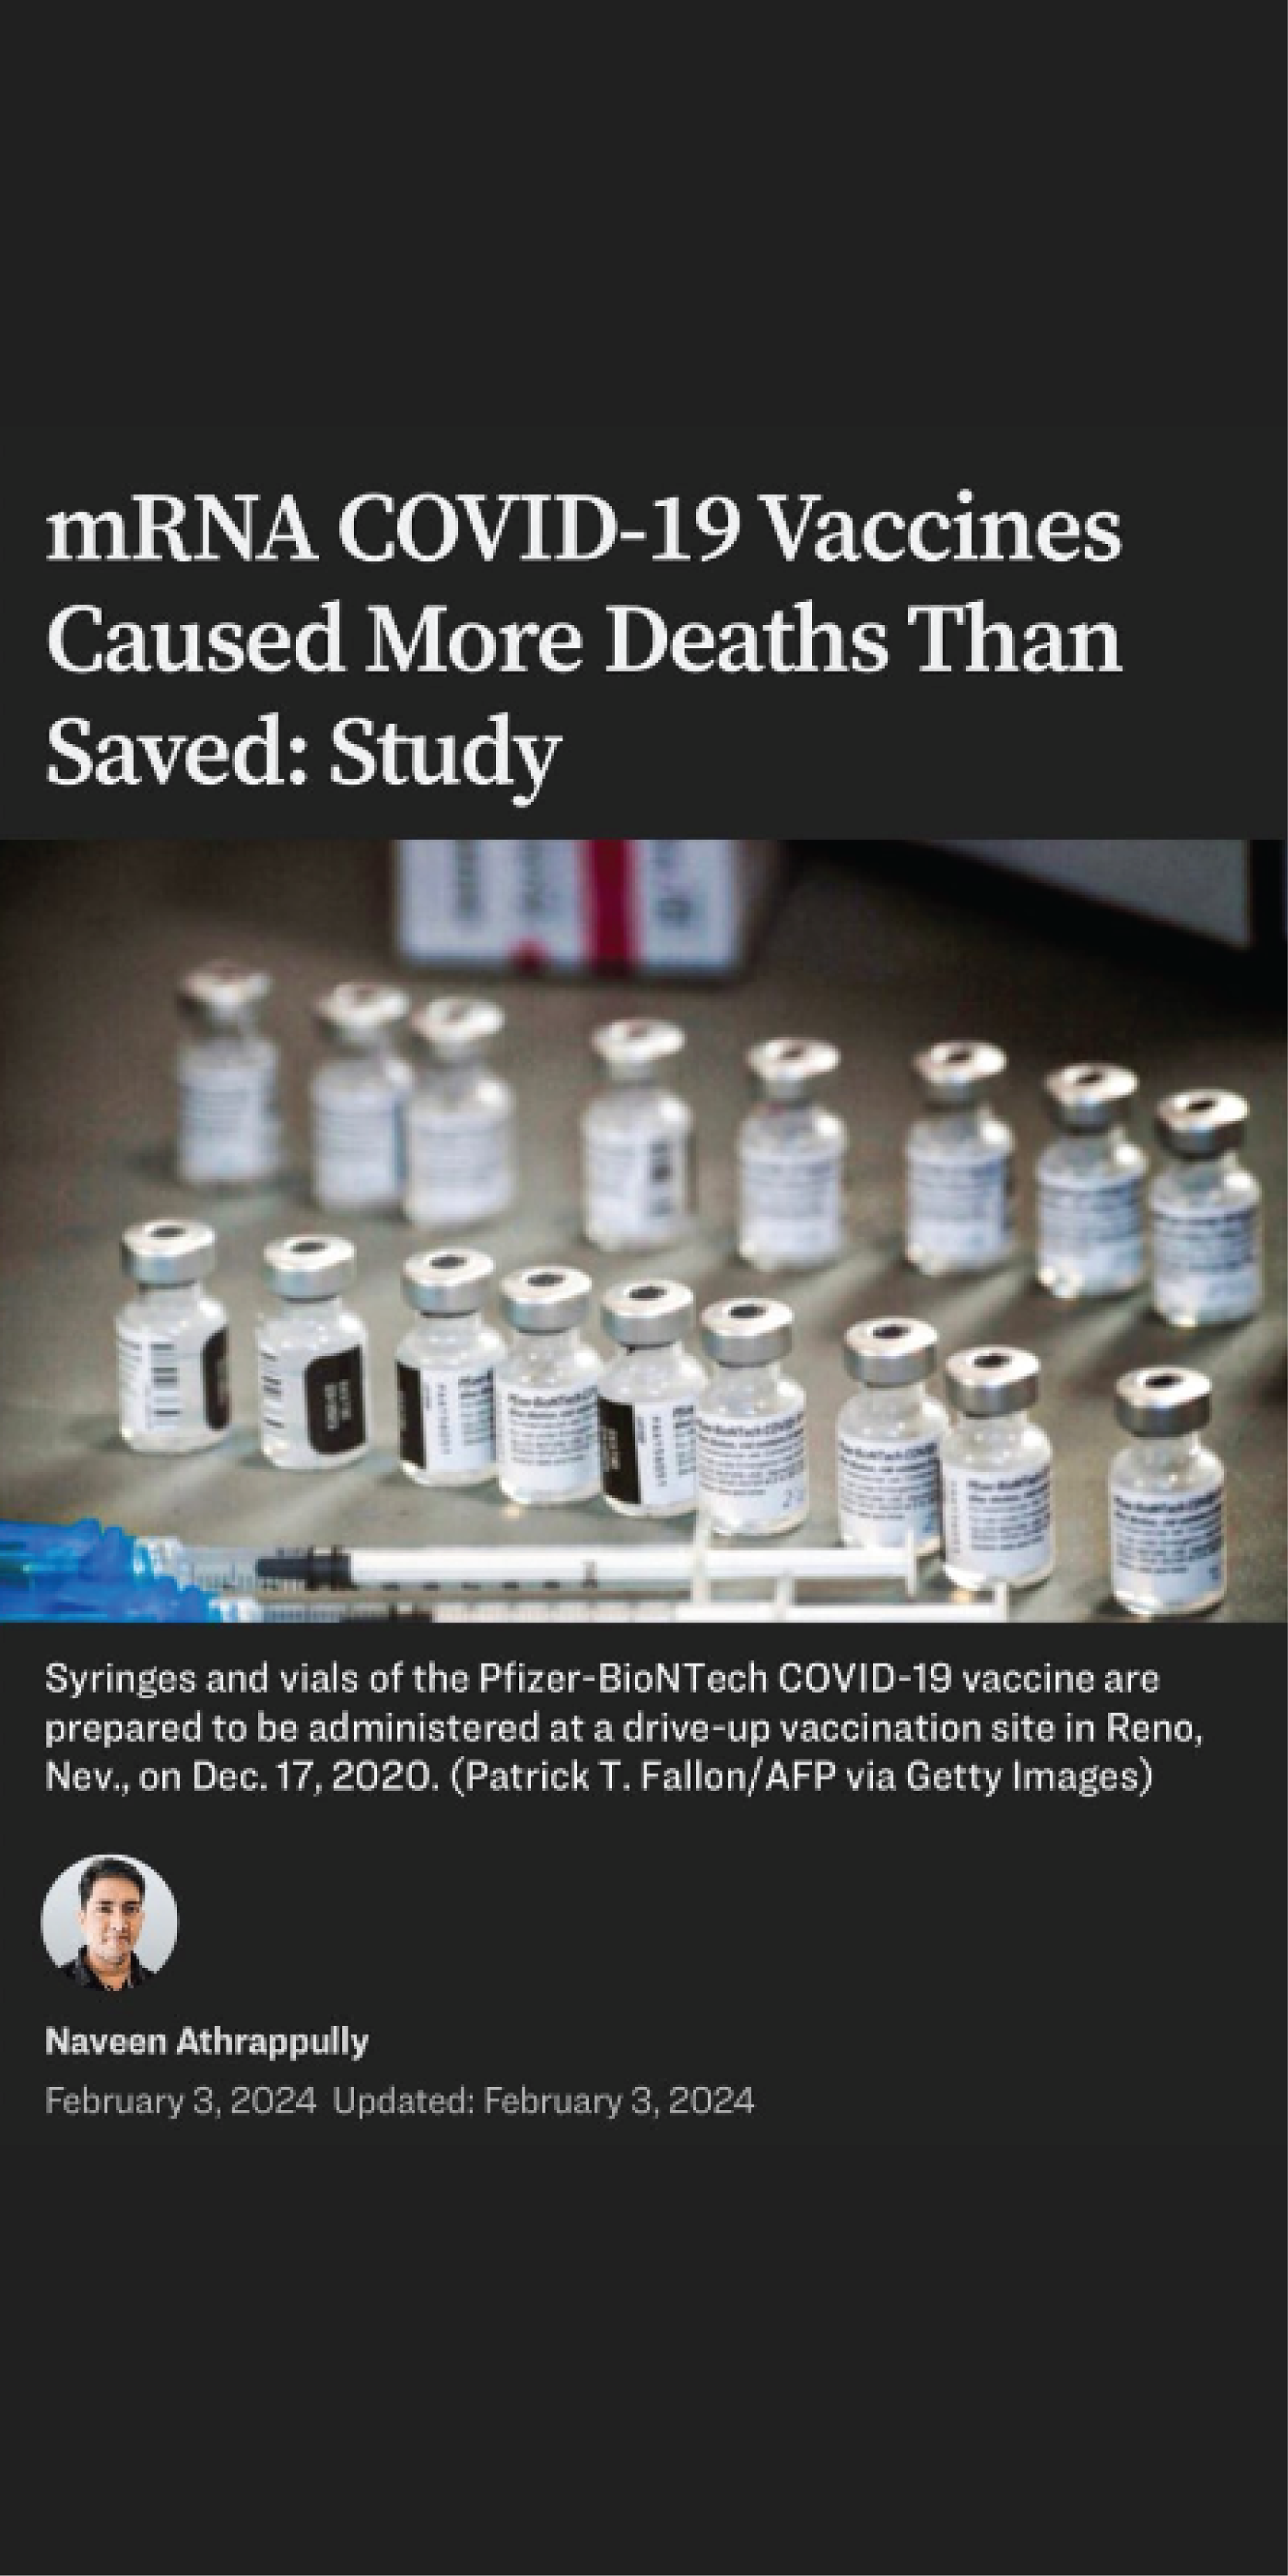 mRNA COVID-19 Vaccines
Caused More Deaths Than
Saved: Study
Syringes and vials of the Pfizer-BioNTech COVID-19 vaccine are
prepared to be administered at a drive-up vaccination site in Reno,
Nev., on Dec. 17, 2020. (Patrick T. Fallon/AFP via Getty Images)
Naveen Athrappully
February 3, 2024 Updated: February 3, 2024